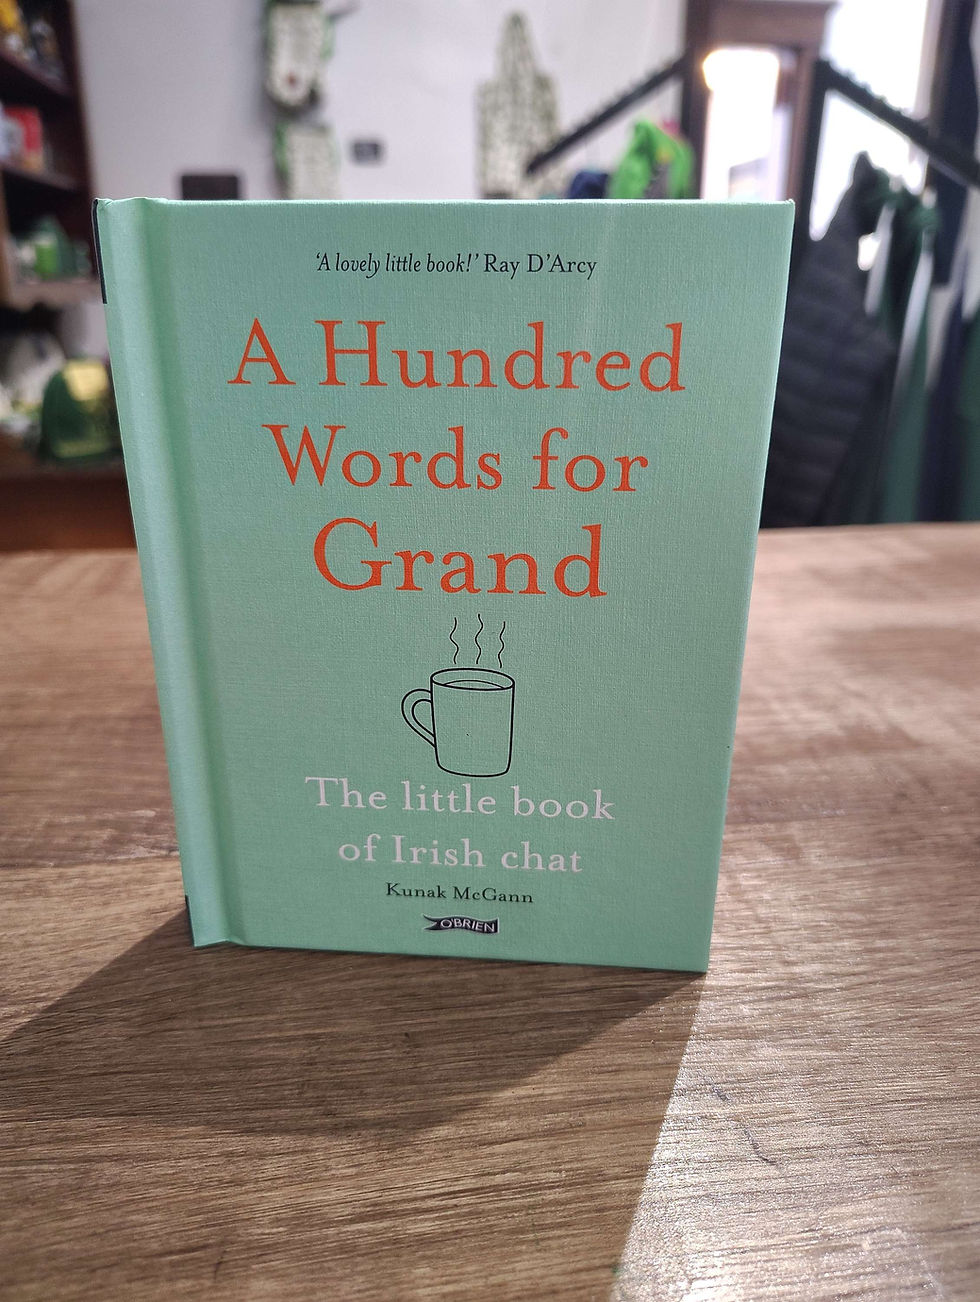 ‘A lovely little book!’ Ray D’Arcy
A Hundred
Words for
Grand
The little book
of Irish chat
Kunak McGann
O'BRIEN